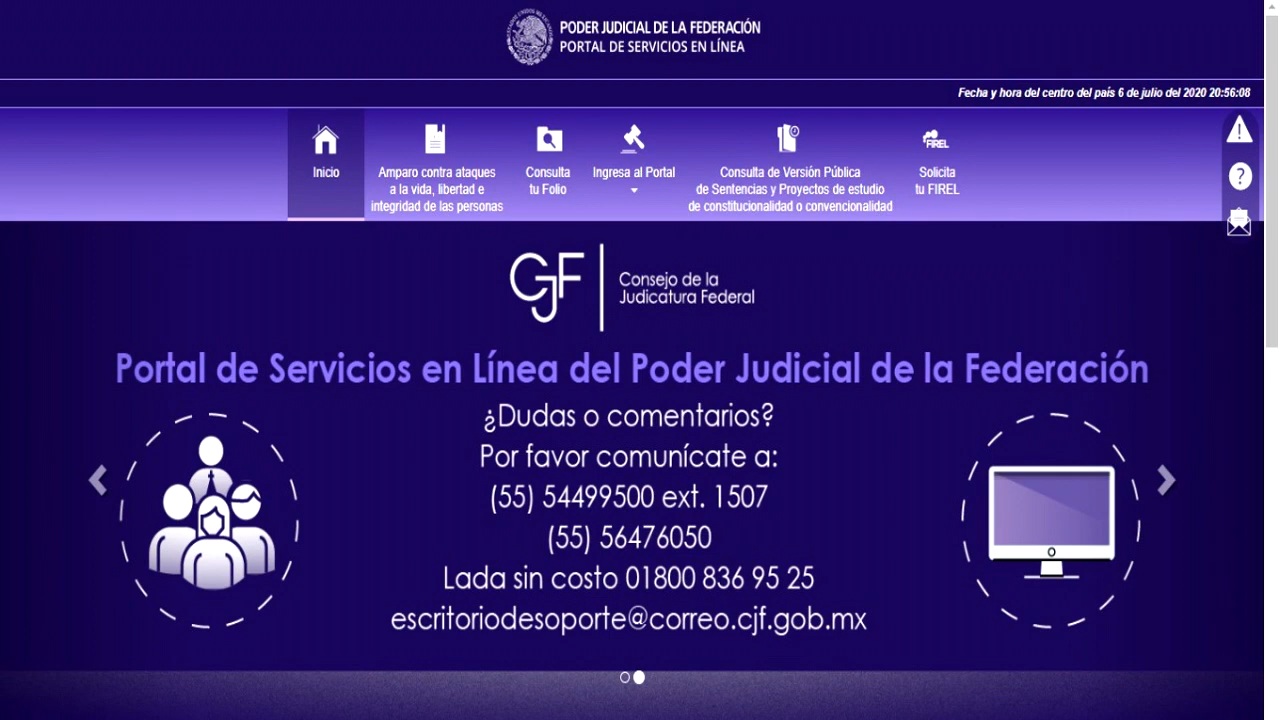 PODER JUDICIAL DE LA FEDERACIÓN
PORTAL DE SERVICIOS EN LÍNEA
Fecha y hora del centro del país 6 de julio del 2020 20:56:08
Inicio
Amparo contra ataques
a la vida, libertad e
integridad de las personas
Consulta
tu Folio
Ingresa al Portal
Consulta de Versión Pública
de Sentencias y Proyectos de estudio
de constitucionalidad o convencionalidad
FIREL
Solicita
tu FIREL
CJF
Consejo de la
Judicatura Federal
Portal de Servicios en Línea del Poder Judicial de la Federación
¿Dudas o comentarios?
Por favor comunícate a:
(55) 54499500 ext. 1507
(55) 56476050
Lada sin costo 01800 836 95 25
escritoriodesoporte@correo.cjf.gob.mx